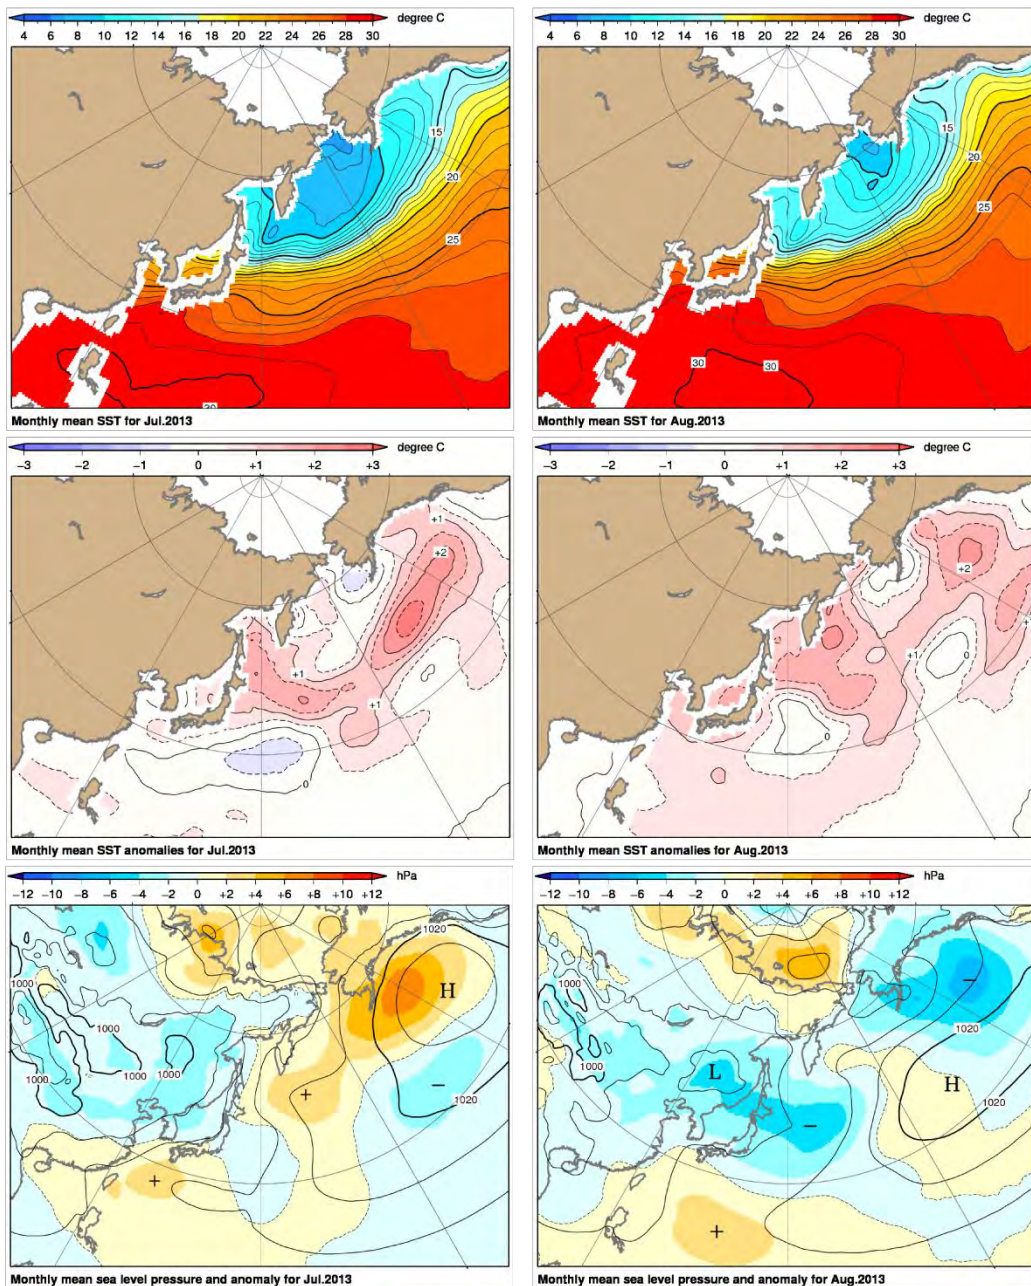 degree C
4 6 8 10 12 14 16 18 20 22 24 26 28 30
15
20
25
30
Monthly mean SST for Jul.2013
degree C
4 6 8 10 12 14 16 18 20 22 24 26 28 30
15
20
25
30
30
Monthly mean SST for Aug.2013
degree C
−3 −2 −1 0 +1 +2 +3
+1
+2
+1
+1
0
Monthly mean SST anomalies for Jul.2013
degree C
−3 −2 −1 0 +1 +2 +3
+2
+1
0
0
Monthly mean SST anomalies for Aug.2013
hPa
−12 −10 −8 −6 −4 −2 0 +2 +4 +6 +8 +10 +12
1020
H
1000
1000
1000
1000
−
+
1020
+
Monthly mean sea level pressure and anomaly for Jul.2013
hPa
−12 −10 −8 −6 −4 −2 0 +2 +4 +6 +8 +10 +12
1000
−
1020
1000
L
H
1020
−
+
Monthly mean sea level pressure and anomaly for Aug.2013